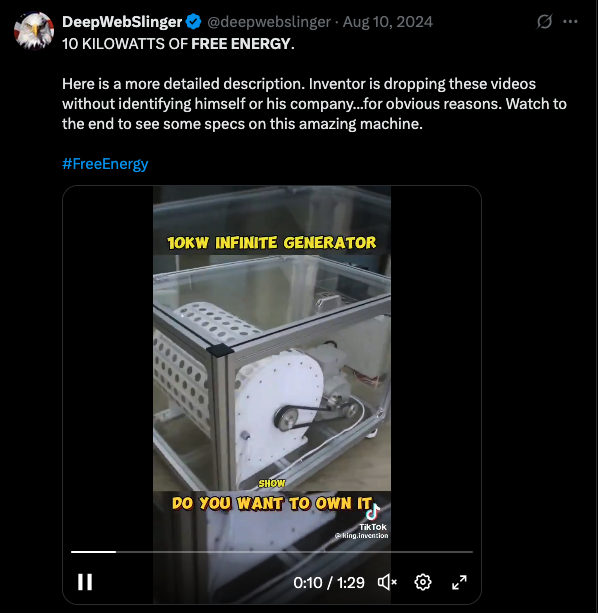 DeepWebSlinger @deepwebslinger · Aug 10, 2024
10 KILOWATTS OF FREE ENERGY.
Here is a more detailed description. Inventor is dropping these videos
without identifying himself or his company...for obvious reasons. Watch to
the end to see some specs on this amazing machine.
#FreeEnergy
10KW INFINITE GENERATOR
SHOW
DO YOU WANT TO OWN IT
TikTok
@king.invention
0:10 / 1:29